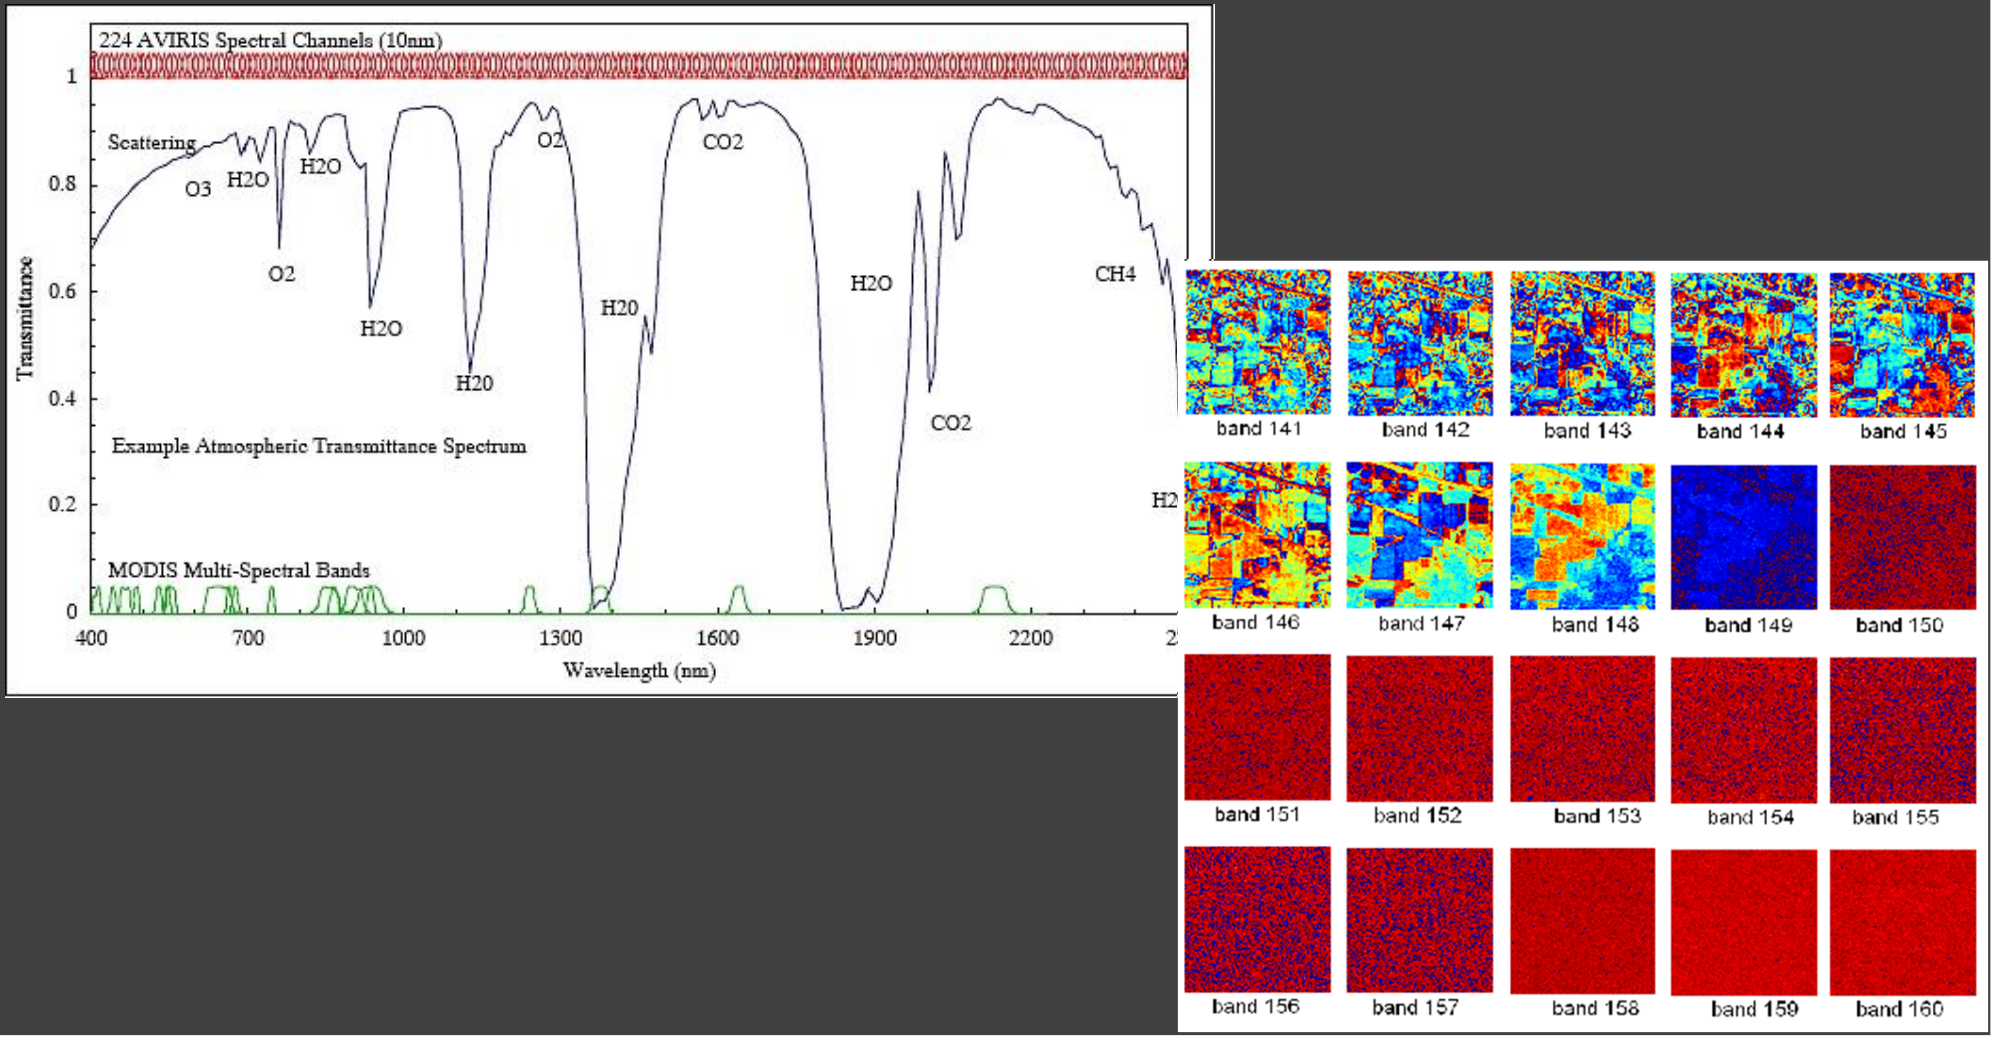 224 AVIRIS Spectral Channels (10nm)
1
Scattering
O2
CO2
O3
H2O
H2O
0.8
O2
H2O
CH4
0.6
H20
H2O
Transmittance
H20
0.4
CO2
Example Atmospheric Transmittance Spectrum
0.2
H2
MODIS Multi-Spectral Bands
0
400 700 1000 1300 1600 1900 2200 2
Wavelength (nm)
band 141 band 142 band 143 band 144 band 145
band 146 band 147 band 148 band 149 band 150
band 151 band 152 band 153 band 154 band 155
band 156 band 157 band 158 band 159 band 160